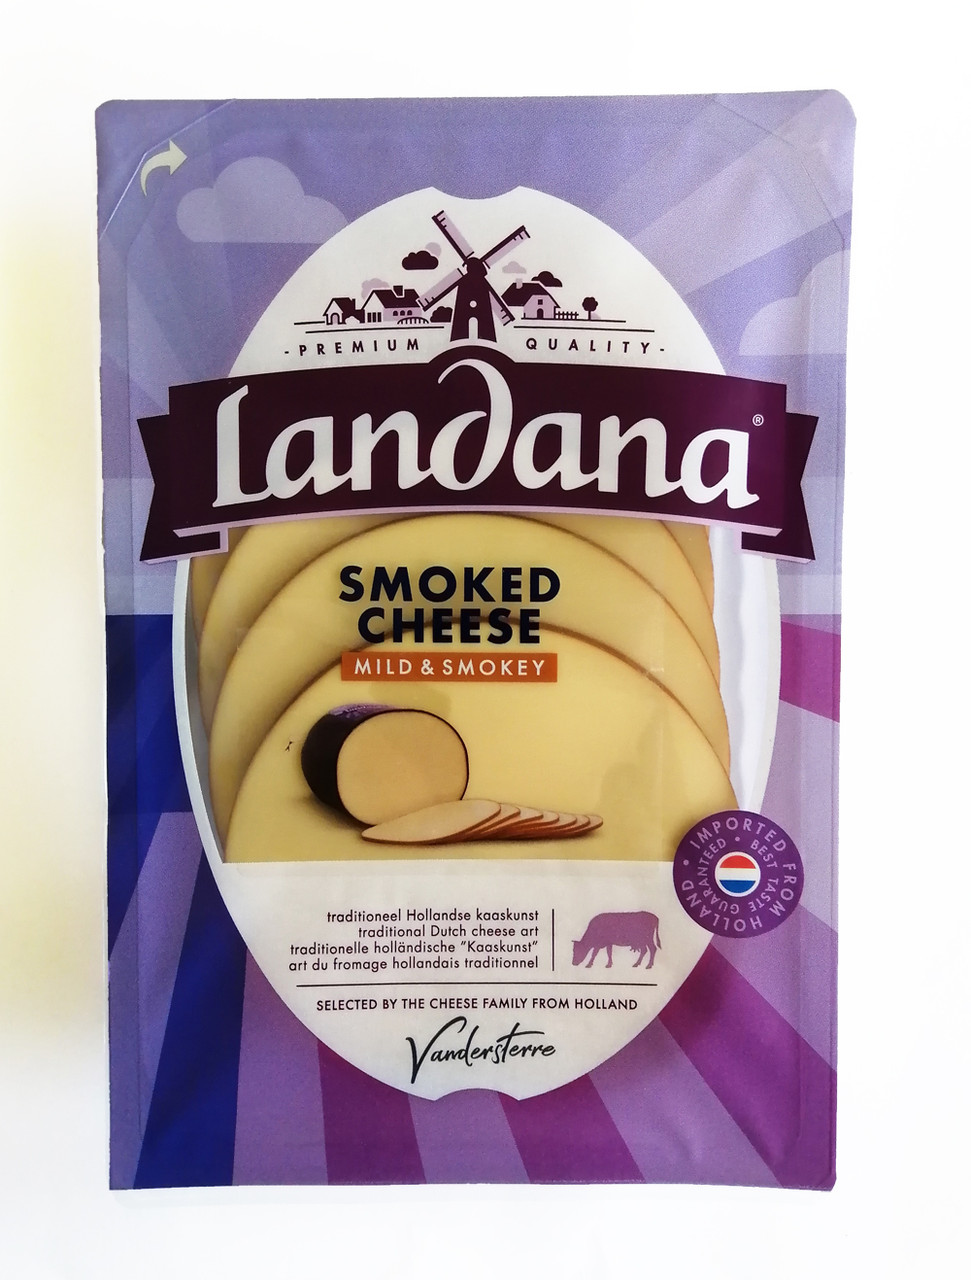 - PREMIUM QUALITY -
Landana®
SMOKED
CHEESE
MILD & SMOKEY
IMPORTED FROM HOLLAND •
BEST TASTE GUARANTEED •
traditioneel Hollandse kaaskunst
traditional Dutch cheese art
traditionelle holländische "Kaaskunst"
art du fromage hollandais traditionnel
SELECTED BY THE CHEESE FAMILY FROM HOLLAND
Vandersterre